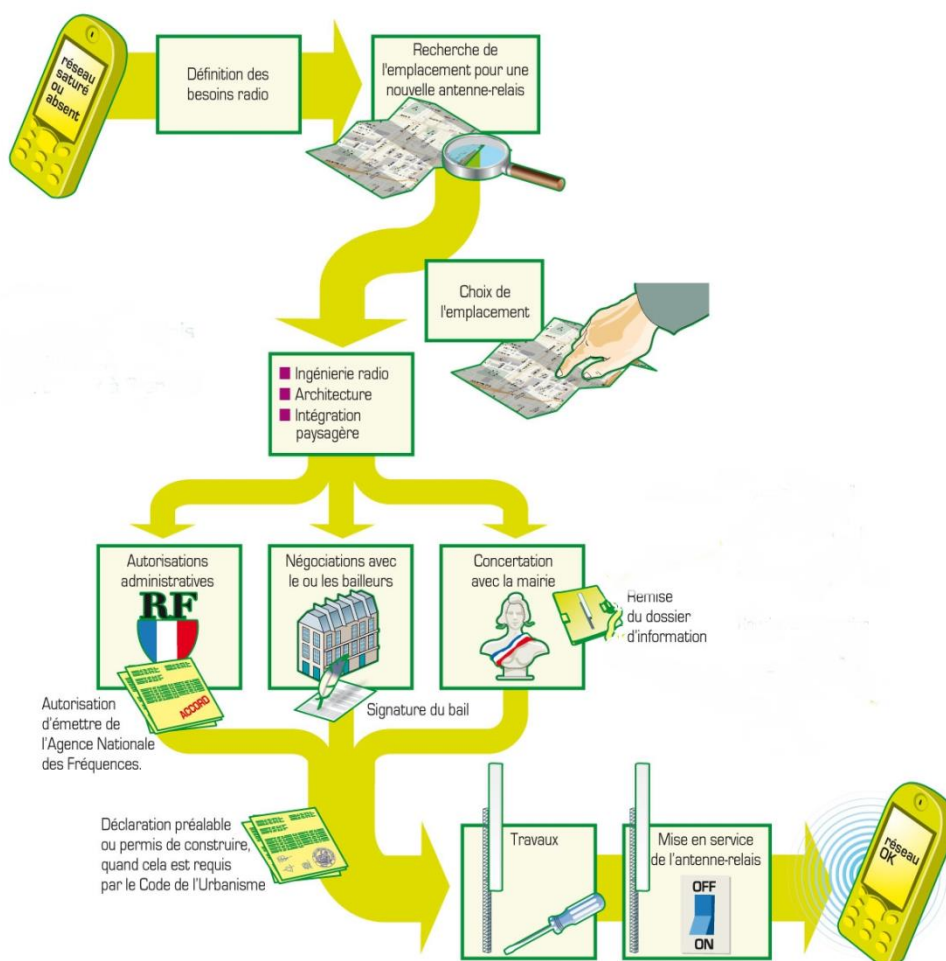 réseau
saturé
ou
absent
Définition des
besoins radio
Recherche de
l'emplacement pour une
nouvelle antenne-relais
Choix de
l'emplacement
Ingénierie radio
Architecture
Intégration
paysagère
Autorisations
administratives
RF
ACCORD
Autorisation
d'émettre de
l'Agence Nationale
des Fréquences.
Négociations avec
le ou les bailleurs
Signature du bail
Concertation
avec la mairie
Remise
du dossier
d'information
Déclaration préalable
ou permis de construire,
quand cela est requis
par le Code de l'Urbanisme
Travaux
Mise en service
de l'antenne-relais
OFF
ON
réseau
OK